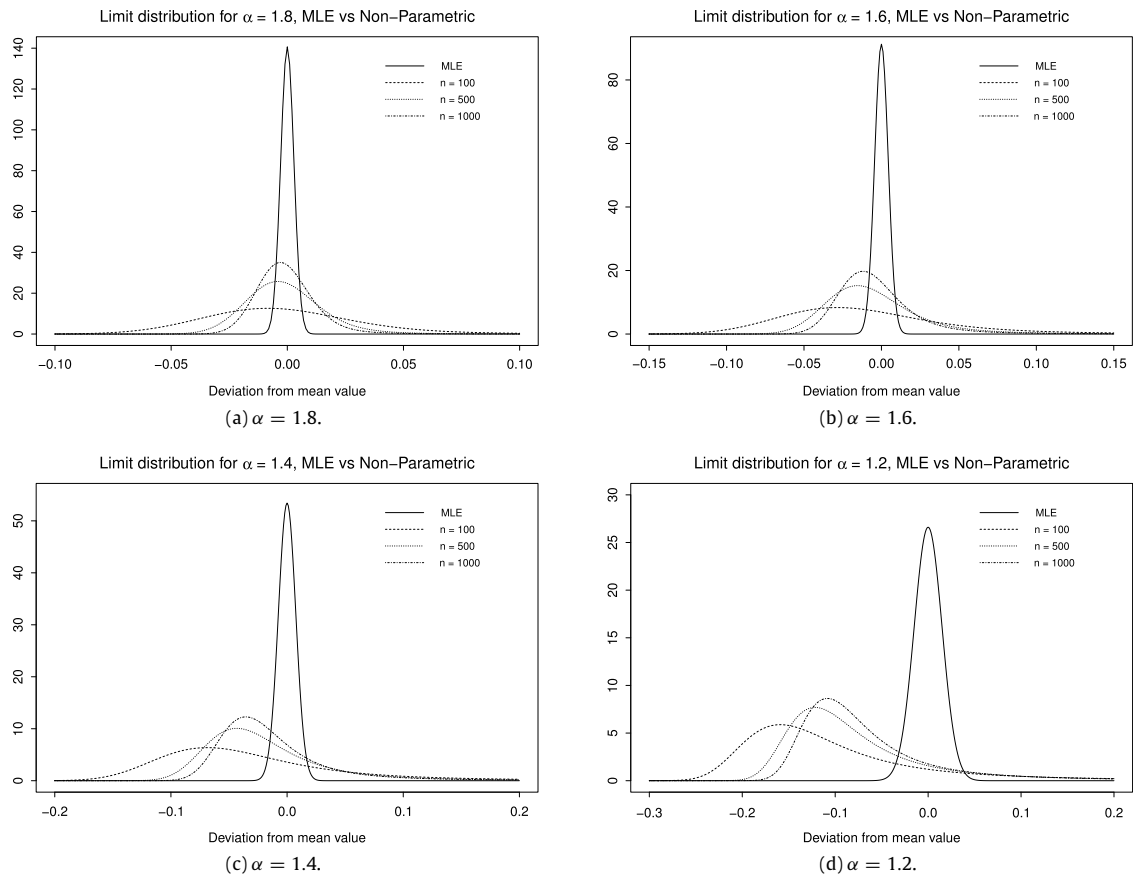 Limit distribution for α = 1.8, MLE vs Non−Parametric
140
120
100
80
60
40
20
0
MLE
n = 100
n = 500
n = 1000
−0.10
−0.05
0.00
0.05
0.10
Deviation from mean value
(a) α = 1.8.
Limit distribution for α = 1.6, MLE vs Non−Parametric
80
60
40
20
0
MLE
n = 100
n = 500
n = 1000
−0.15
−0.10
−0.05
0.00
0.05
0.10
0.15
Deviation from mean value
(b) α = 1.6.
Limit distribution for α = 1.4, MLE vs Non−Parametric
50
40
30
20
10
0
MLE
n = 100
n = 500
n = 1000
−0.2
−0.1
0.0
0.1
0.2
Deviation from mean value
(c) α = 1.4.
Limit distribution for α = 1.2, MLE vs Non−Parametric
30
25
20
15
10
5
0
MLE
n = 100
n = 500
n = 1000
−0.3
−0.2
−0.1
0.0
0.1
0.2
Deviation from mean value
(d) α = 1.2.